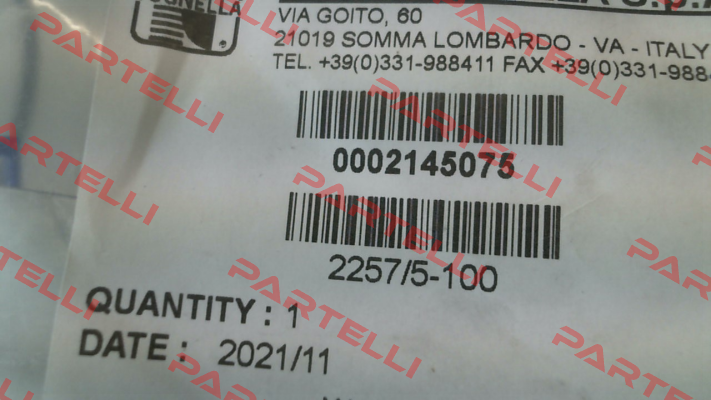 VIA GOITO, 60
21019 SOMMA LOMBARDO - VA - ITALY
TEL. +39(0)331-988411 FAX +39(0)331-988
0002145075
2257/5-100
QUANTITY : 1
DATE : 2021/11
PARTELLI